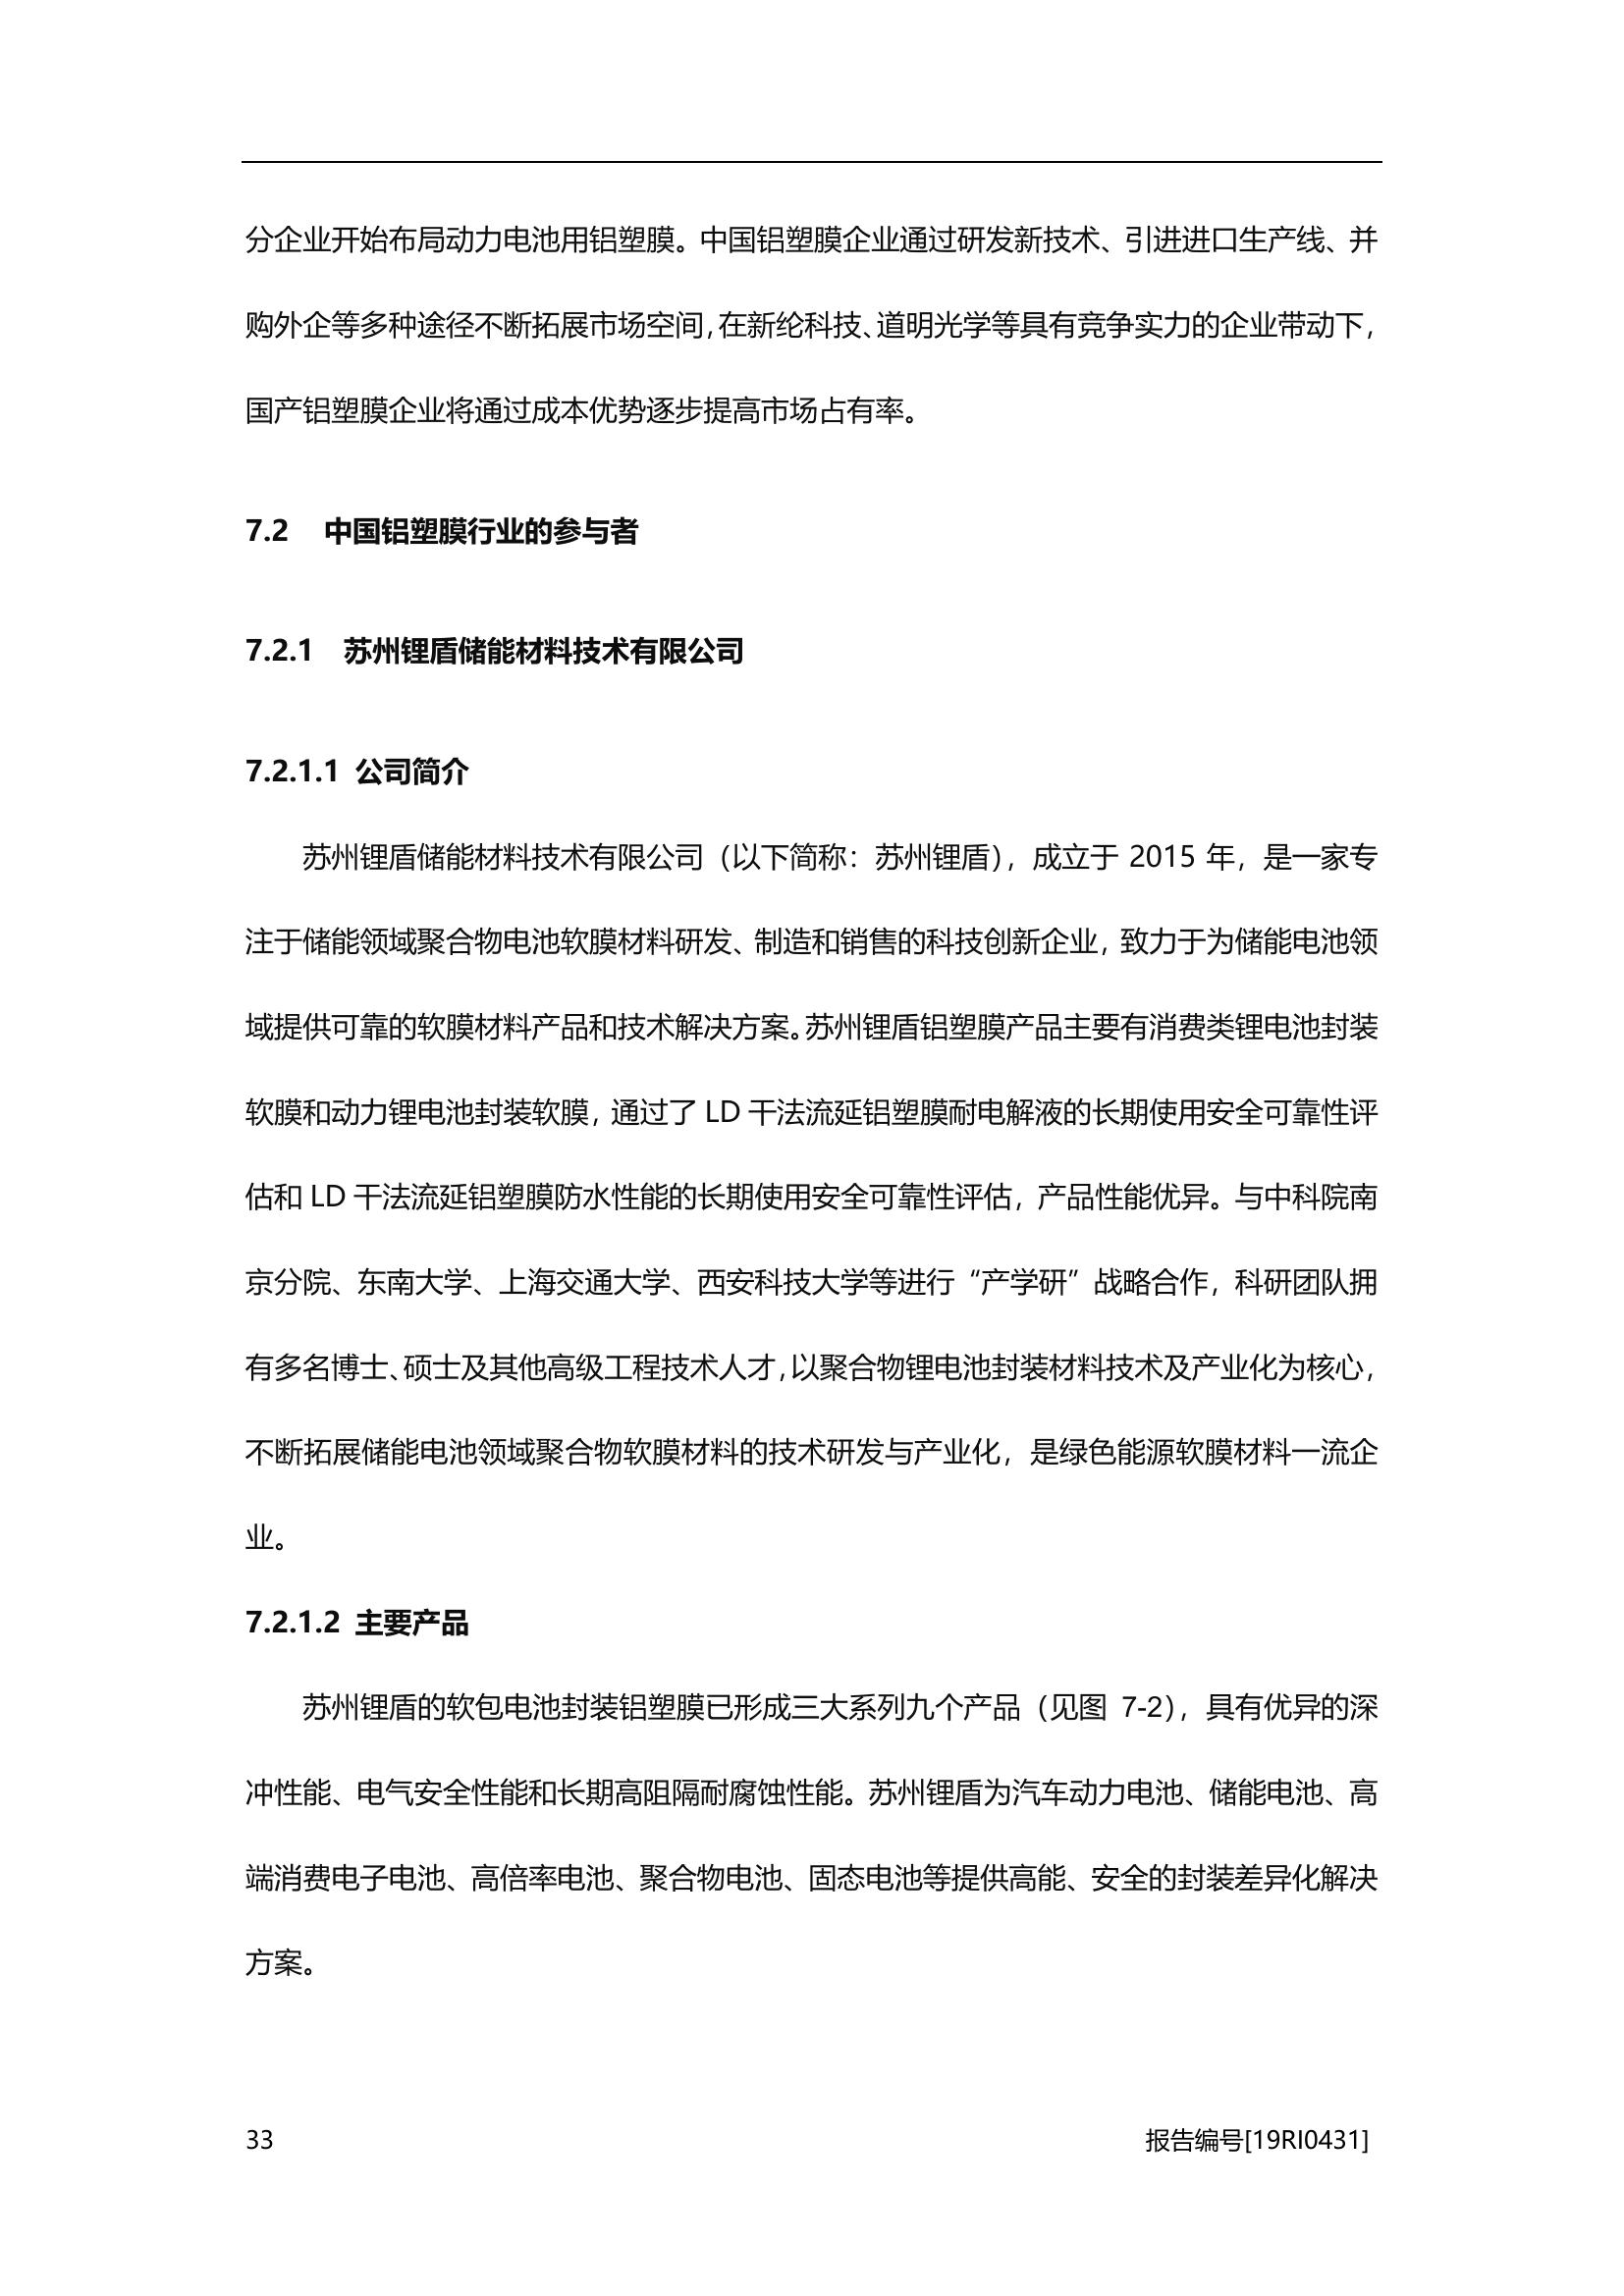 分企业开始布局动力电池用铝塑膜。中国铝塑膜企业通过研发新技术、引进进口生产线、并
购外企等多种途径不断拓展市场空间，在新纶科技、道明光学等具有竞争实力的企业带动下，
国产铝塑膜企业将通过成本优势逐步提高市场占有率。
7.2 中国铝塑膜行业的参与者
7.2.1 苏州锂盾储能材料技术有限公司
7.2.1.1 公司简介
苏州锂盾储能材料技术有限公司（以下简称：苏州锂盾），成立于 2015 年，是一家专
注于储能领域聚合物电池软膜材料研发、制造和销售的科技创新企业，致力于为储能电池领
域提供可靠的软膜材料产品和技术解决方案。苏州锂盾铝塑膜产品主要有消费类锂电池封装
软膜和动力锂电池封装软膜，通过了 LD 干法流延铝塑膜耐电解液的长期使用安全可靠性评
估和 LD 干法流延铝塑膜防水性能的长期使用安全可靠性评估，产品性能优异。与中科院南
京分院、东南大学、上海交通大学、西安科技大学等进行“产学研”战略合作，科研团队拥
有多名博士、硕士及其他高级工程技术人才，以聚合物锂电池封装材料技术及产业化为核心，
不断拓展储能电池领域聚合物软膜材料的技术研发与产业化，是绿色能源软膜材料一流企
业。
7.2.1.2 主要产品
苏州锂盾的软包电池封装铝塑膜已形成三大系列九个产品（见图 7-2），具有优异的深
冲性能、电气安全性能和长期高阻隔耐腐蚀性能。苏州锂盾为汽车动力电池、储能电池、高
端消费电子电池、高倍率电池、聚合物电池、固态电池等提供高能、安全的封装差异化解决
方案。
33 报告编号[19RI0431]